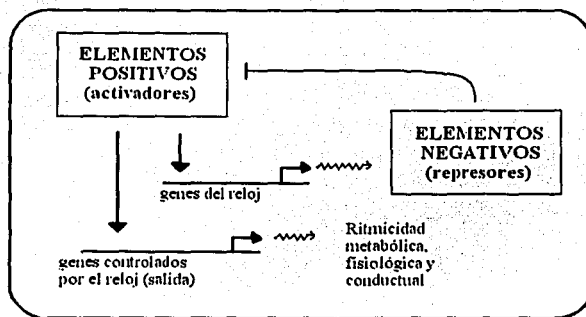 ELEMENTOS
POSITIVOS
(activadores)
ELEMENTOS
NEGATIVOS
(represores)
genes del reloj
genes controlados
por el reloj (salida)
Ritmicidad
metabólica,
fisiológica y
conductual